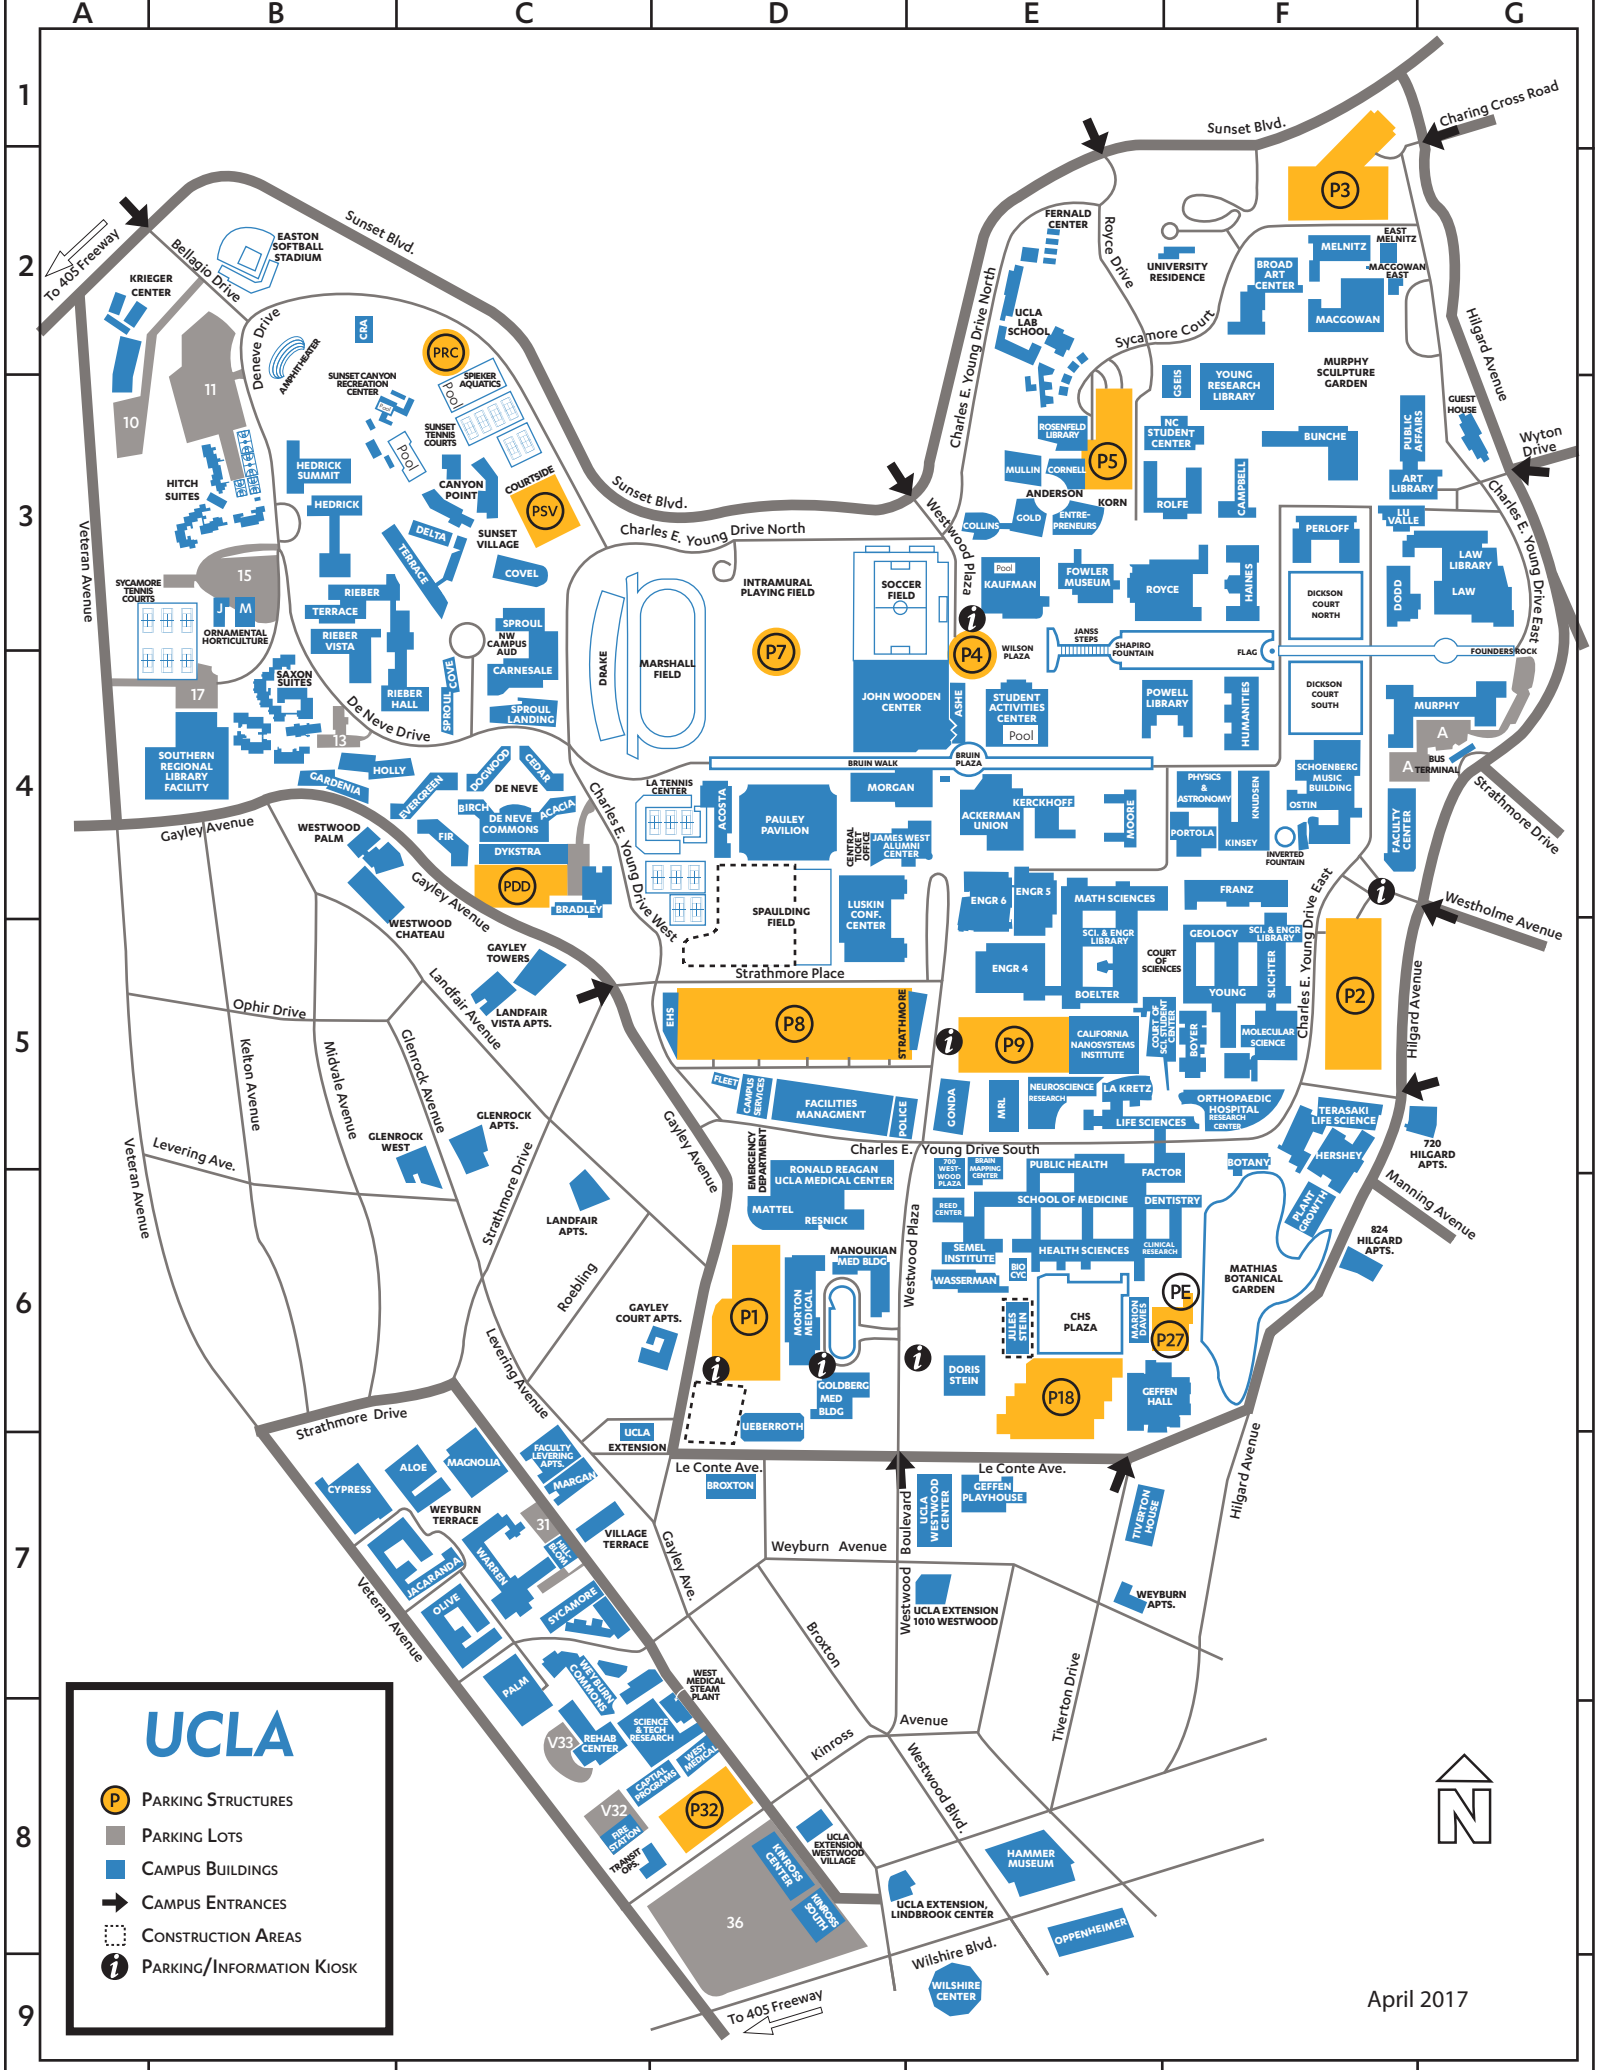 A
B
C
D
E
F
G
1
2
3
4
5
6
7
8
9
Charing Cross Road
Sunset Blvd.
P3
EAST
MELNITZ
MELNITZ
MACGOWAN
EAST
MACGOWAN
BROAD
ART
CENTER
UNIVERSITY
RESIDENCE
FERNALD
CENTER
Royce Drive
Sycamore Court
UCLA
LAB
SCHOOL
Charles E. Young Drive North
Hilgard Avenue
MURPHY
SCULPTURE
GARDEN
To 405 Freeway
Bellagio Drive
Sunset Blvd.
EASTON
SOFTBALL
STADIUM
KRIEGER
CENTER
Deneve Drive
AMPHITHEATER
CRA
PRC
SPIEKER
AQUATICS
Pool
SUNSET CANYON
RECREATION
CENTER
Pool
SUNSET
TENNIS
COURTS
Pool
11
10
HITCH
SUITES
HEDRICK
SUMMIT
HEDRICK
CANYON
POINT
COURTSIDE
PSV
DELTA
TERRACE
SUNSET
VILLAGE
COVEL
Sunset Blvd.
Charles E. Young Drive North
Westwood Plaza
GSEIS
YOUNG
RESEARCH
LIBRARY
NC
STUDENT
CENTER
ROSENFELD
LIBRARY
MULLIN
CORNELL
P5
ANDERSON
KORN
COLLINS
GOLD
ENTRE-
PRENEURS
ROLFE
CAMPBELL
BUNCHE
PUBLIC
AFFAIRS
GUEST
HOUSE
Wyton
Drive
ART
LIBRARY
LU
VALLE
PERLOFF
LAW
LIBRARY
LAW
DODD
Charles E. Young Drive East
Veteran Avenue
SYCAMORE
TENNIS
COURTS
15
J
M
ORNAMENTAL
HORTICULTURE
RIEBER
TERRACE
RIEBER
VISTA
RIEBER
HALL
SPROUL
NW
CAMPUS
AUD
CARNESALE
SPROUL
COVE
SPROUL
LANDING
DRAKE
MARSHALL
FIELD
INTRAMURAL
PLAYING FIELD
P7
SOCCER
FIELD
Pool
KAUFMAN
FOWLER
MUSEUM
ROYCE
HAINES
DICKSON
COURT
NORTH
P4
WILSON
PLAZA
JANSS
STEPS
SHAPIRO
FOUNTAIN
FLAG
FOUNDERS ROCK
17
SAXON
SUITES
13
De Neve Drive
SOUTHERN
REGIONAL
LIBRARY
FACILITY
JOHN WOODEN
CENTER
ASHE
STUDENT
ACTIVITIES
CENTER
Pool
POWELL
LIBRARY
HUMANITIES
DICKSON
COURT
SOUTH
MURPHY
A
A
BUS
TERMINAL
BRUIN WALK
BRUIN
PLAZA
HOLLY
GARDENIA
EVERGREEN
DOGWOOD
CEDAR
DE NEVE
BIRCH
ACACIA
DE NEVE
COMMONS
FIR
DYKSTRA
PDD
BRADLEY
Gayley Avenue
WESTWOOD
PALM
WESTWOOD
CHATEAU
Gayley Avenue
Charles E. Young Drive West
LA TENNIS
CENTER
ACOSTA
PAULEY
PAVILION
MORGAN
CENTRAL
TICKET
OFFICE
JAMES WEST
ALUMNI
CENTER
ACKERMAN
UNION
KERCKHOFF
MOORE
PHYSICS
&
ASTRONOMY
KNUDSEN
PORTOLA
KINSEY
SCHOENBERG
MUSIC
BUILDING
OSTIN
INVERTED
FOUNTAIN
FACULTY
CENTER
Strathmore Drive
Westholme Avenue
SPAULDING
FIELD
LUSKIN
CONF.
CENTER
ENGR 6
ENGR 5
MATH SCIENCES
SCI. & ENGR
LIBRARY
ENGR 4
BOELTER
COURT
OF
SCIENCES
FRANZ
GEOLOGY
SCI. & ENGR
LIBRARY
SLICHTER
YOUNG
Charles E. Young Drive East
P2
Hilgard Avenue
GAYLEY
TOWERS
LANDFAIR
VISTA APTS.
Landfair Avenue
Ophir Drive
Strathmore Place
EHS
P8
STRATHMORE
P9
CALIFORNIA
NANOSYSTEMS
INSTITUTE
COURT OF
SCI. STUDENT
CENTER
BOYER
MOLECULAR
SCIENCE
Kelton Avenue
Midvale Avenue
Glenrock Avenue
Levering Ave.
Veteran Avenue
GLENROCK
WEST
GLENROCK
APTS.
Strathmore Drive
LANDFAIR
APTS.
Gayley Avenue
FLEET
CAMPUS
SERVICES
FACILITIES
MANAGMENT
POLICE
GONDA
MRL
NEUROSCIENCE
RESEARCH
LA KRETZ
LIFE SCIENCES
ORTHOPAEDIC
HOSPITAL
RESEARCH
CENTER
TERASAKI
LIFE SCIENCE
HERSHEY
BOTANY
PLANT
GROWTH
720
HILGARD
APTS.
Manning Avenue
824
HILGARD
APTS.
Charles E. Young Drive South
EMERGENCY
DEPARTMENT
RONALD REAGAN
UCLA MEDICAL CENTER
MATTEL
RESNICK
700
WEST-
WOOD
PLAZA
BRAIN
MAPPING
CENTER
PUBLIC HEALTH
FACTOR
REED
CENTER
SCHOOL OF MEDICINE
DENTISTRY
SEMEL
INSTITUTE
HEALTH SCIENCES
CLINICAL
RESEARCH
BIO
CYC
WASSERMAN
Westwood Plaza
MATHIAS
BOTANICAL
GARDEN
PE
P27
MARION
DAVIES
CHS
PLAZA
JULES
STEIN
DORIS
STEIN
P18
GEFFEN
HALL
P1
MORTON
MEDICAL
MANOUKIAN
MED BLDG
GOLDBERG
MED
BLDG
UEBERROTH
GAYLEY
COURT APTS.
Roebling
Levering Avenue
Strathmore Drive
UCLA
EXTENSION
Le Conte Ave.
Le Conte Ave.
Hilgard Avenue
BROXTON
UCLA
WESTWOOD
CENTER
GEFFEN
PLAYHOUSE
TIVERTON
HOUSE
Weyburn Avenue
Westwood Boulevard
UCLA EXTENSION
1010 WESTWOOD
WEYBURN
APTS.
CYPRESS
ALOE
MAGNOLIA
FACULTY
LEVERING
APTS.
MARGAN
WEYBURN
TERRACE
31
HILL-
BLOM
VILLAGE
TERRACE
Gayley Ave.
JACARANDA
WARREN
OLIVE
SYCAMORE
Veteran Avenue
PALM
WEYBURN
COMMONS
WEST
MEDICAL
STEAM
PLANT
Broxton
Kinross
Avenue
Tiverton Drive
V33
REHAB
CENTER
SCIENCE
& TECH
RESEARCH
WEST
MEDICAL
CAPTIAL
PROGRAMS
V32
FIRE
STATION
TRANSIT
OPS.
P32
Westwood Blvd.
UCLA
EXTENSION
WESTWOOD
VILLAGE
KINROSS
CENTER
KINROSS
SOUTH
36
HAMMER
MUSEUM
UCLA EXTENSION,
LINDBROOK CENTER
OPPENHEIMER
Wilshire Blvd.
WILSHIRE
CENTER
To 405 Freeway
UCLA
P PARKING STRUCTURES
PARKING LOTS
CAMPUS BUILDINGS
CAMPUS ENTRANCES
CONSTRUCTION AREAS
i PARKING/INFORMATION KIOSK
N
April 2017